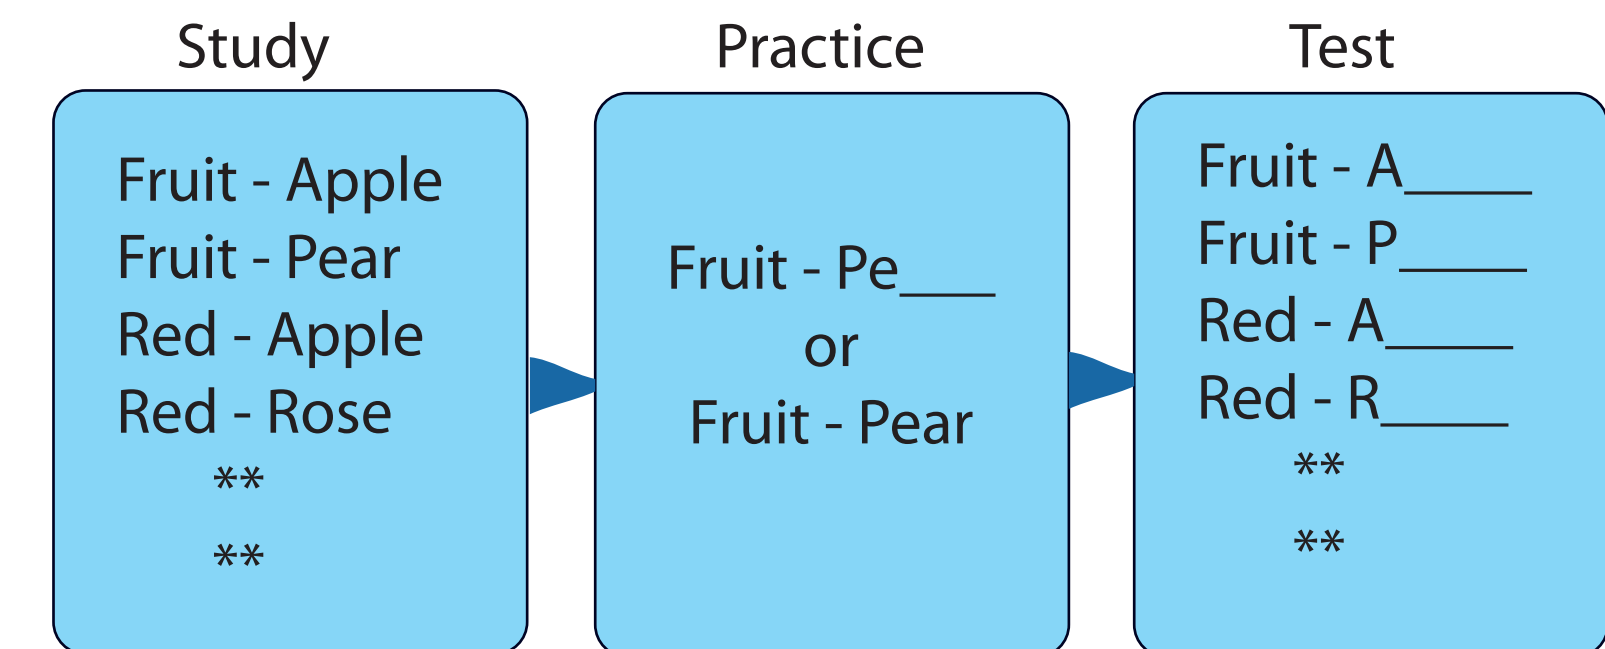 Study
Fruit - Apple
Fruit - Pear
Red - Apple
Red - Rose
**
**
Practice
Fruit - Pe____
or
Fruit - Pear
Test
Fruit - A_____
Fruit - P_____
Red - A_____
Red - R_____
**
**